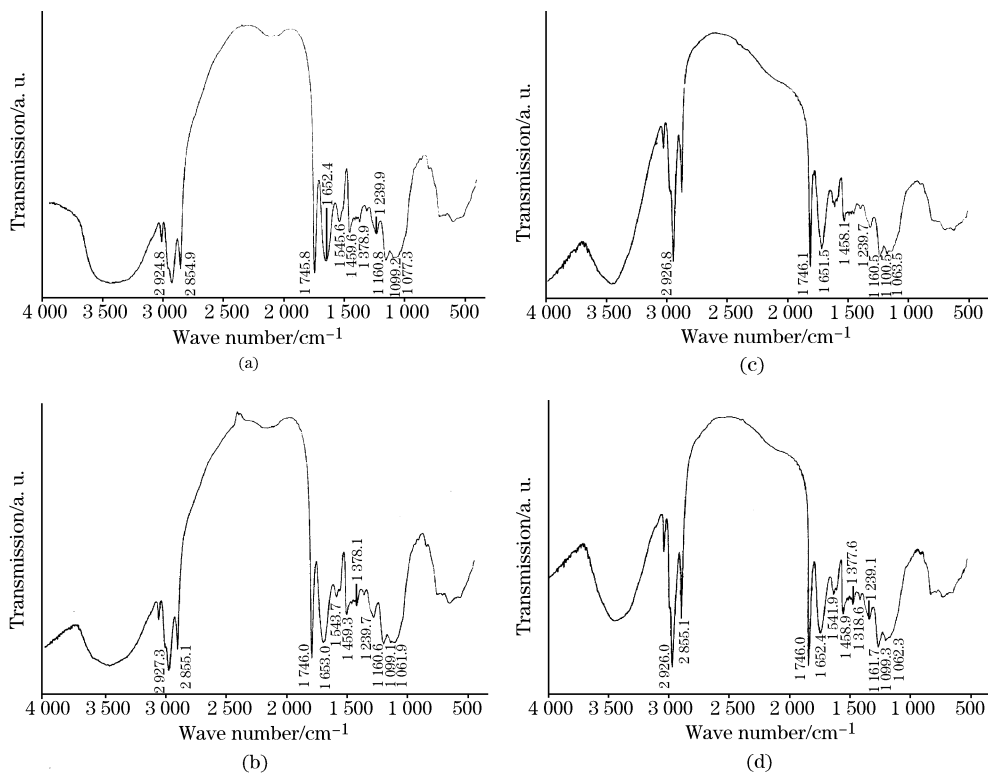 Transmission/a. u.
2 924.8
2 854.9
1 745.8
1 652.4
1 545.6
1 459.6
1 378.9
1 239.9
1 160.8
1099.2
1 077.3
4 000 3 500 3 000 2 500 2 000 1 500 1 000 500
Wave number/cm−1
(a)
Transmission/a. u.
2 926.8
1 746.1
1 651.5
1 458.1
1 239.7
1 160.5
1 100.5
1 063.5
4 000 3 500 3 000 2 500 2 000 1 500 1 000 500
Wave number/cm−1
(c)
Transmission/a. u.
2 927.3
2 855.1
1 746.0
1 653.0
1 543.7
1 459.3
1 378.1
1 239.7
1 160.6
1 099.1
1 061.9
4 000 3 500 3 000 2 500 2 000 1 500 1 000 500
Wave number/cm−1
(b)
Transmission/a. u.
2 926.0
2 855.1
1 746.0
1 652.4
1 541.9
1 458.9
1 377.6
1 318.6
1 239.1
1 161.7
1 099.3
1 062.3
4 000 3 500 3 000 2 500 2 000 1 500 1 000 500
Wave number/cm−1
(d)